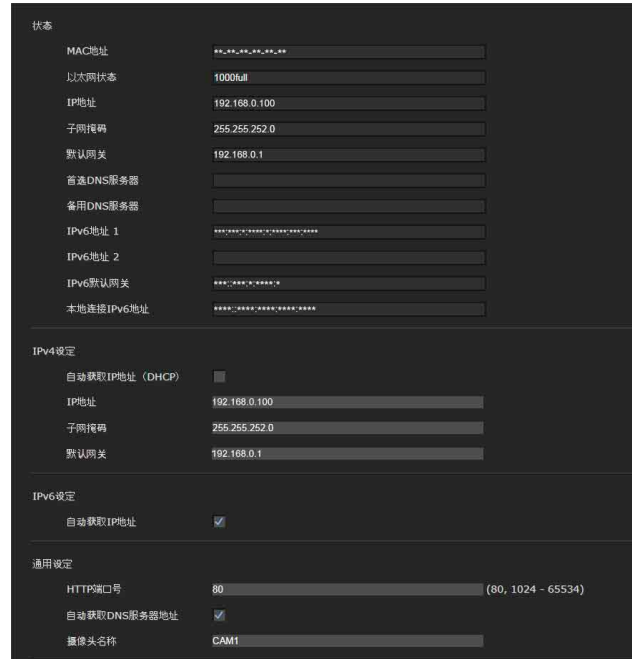 状态
MAC地址 **-**-**-**-**-**
以太网状态 1000full
IP地址 192.168.0.100
子网掩码 255.255.252.0
默认网关 192.168.0.1
首选DNS服务器
备用DNS服务器
IPv6地址 1 ***:***:*:****:*:****:***:****
IPv6地址 2
IPv6默认网关 ***::***:*:****:*
本地连接IPv6地址 ****::****:****:****:****
IPv4设定
自动获取IP地址（DHCP）
IP地址 192.168.0.100
子网掩码 255.255.252.0
默认网关 192.168.0.1
IPv6设定
自动获取IP地址
通用设定
HTTP端口号 80 (80, 1024 - 65534)
自动获取DNS服务器地址
摄像头名称 CAM1